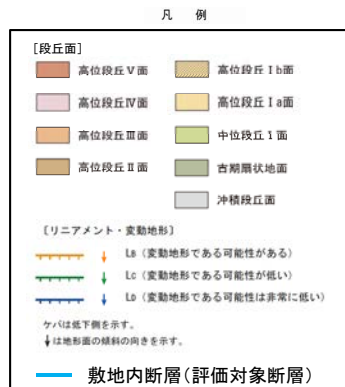 凡 例
[段丘面]
高位段丘Ⅴ面 高位段丘Ⅰb面
高位段丘Ⅳ面 高位段丘Ⅰa面
高位段丘Ⅲ面 中位段丘1面
高位段丘Ⅱ面 古期扇状地面
沖積段丘面
〔リニアメント・変動地形〕
LB (変動地形である可能性がある)
LC (変動地形である可能性が低い)
LD (変動地形である可能性は非常に低い)
ケバは低下側を示す。
↓は地形面の傾斜の向きを示す。
敷地内断層(評価対象断層)